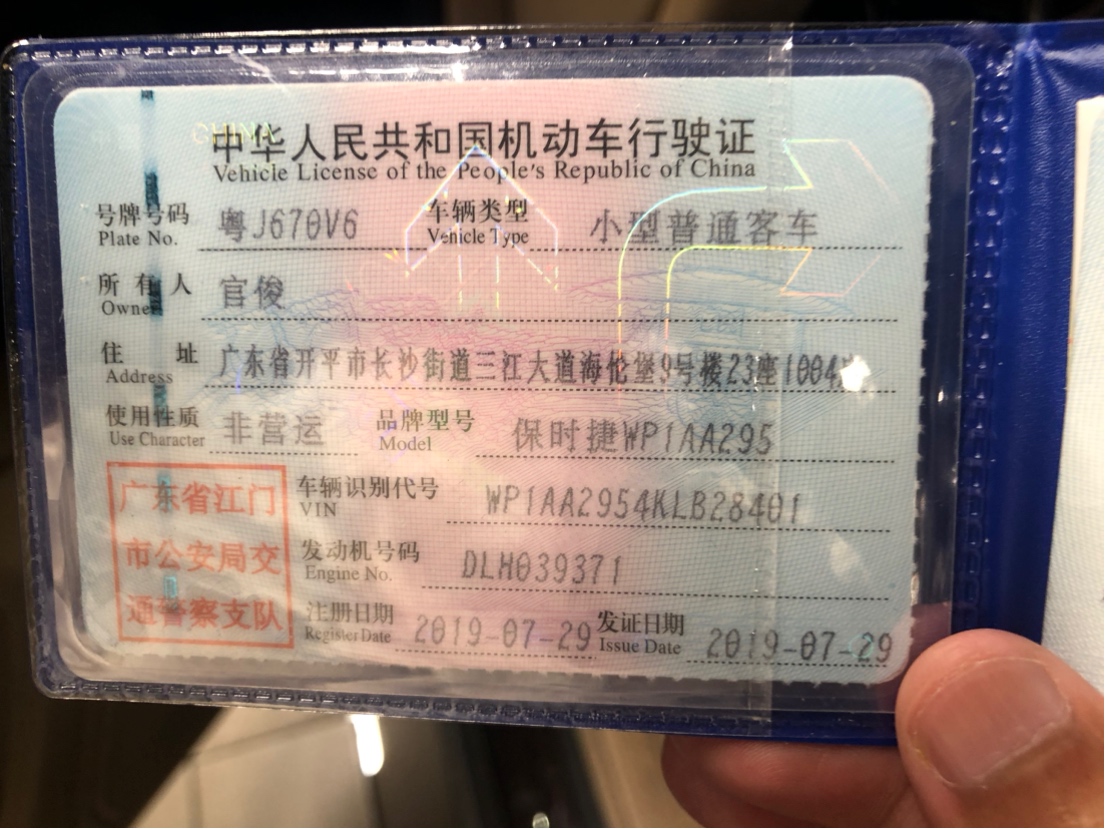 中华人民共和国机动车行驶证
Vehicle License of the People's Republic of China
号牌号码 粤J670V6 车辆类型 小型普通客车
Plate No. Vehicle Type
所有人 官俊
Owner
住址 广东省开平市长沙街道三江大道海伦堡9号楼23座1004
Address
使用性质 非营运 品牌型号 保时捷WP1AA295
Use Character Model
广东省江门
市公安局交
通警察支队
车辆识别代号 WP1AA2954KLB28401
VIN
发动机号码 DLH039371
Engine No.
注册日期 2019-07-29 发证日期 2019-07-29
Register Date Issue Date